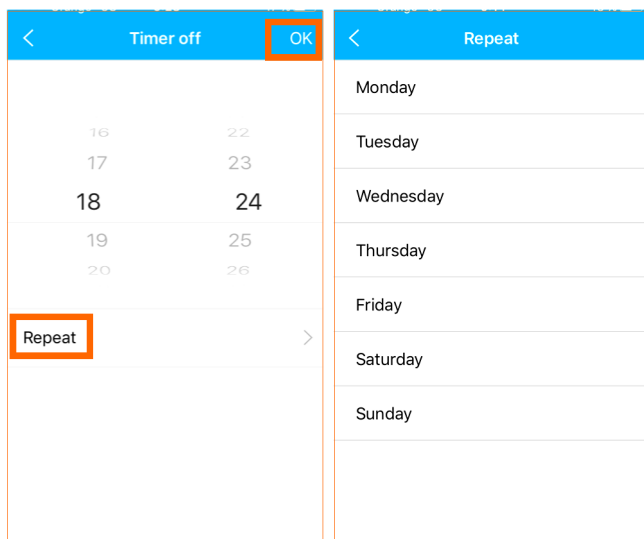 Timer off
OK
16 22
17 23
18 24
19 25
20 26
Repeat
Repeat
Monday
Tuesday
Wednesday
Thursday
Friday
Saturday
Sunday